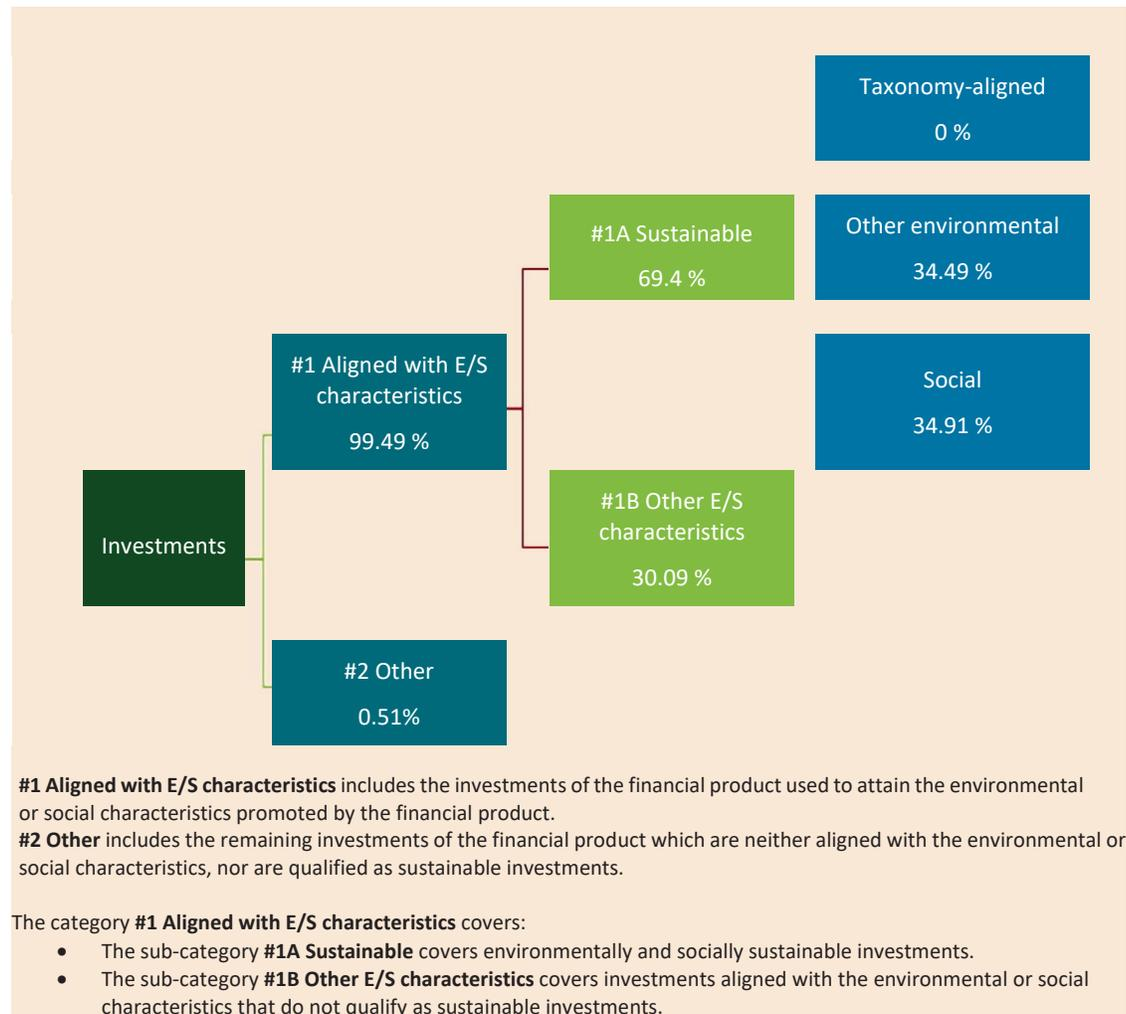 Taxonomy-aligned
0 %
#1A Sustainable
69.4 %
Other environmental
34.49 %
#1 Aligned with E/S
characteristics
99.49 %
Social
34.91 %
Investments
#1B Other E/S
characteristics
30.09 %
#2 Other
0.51%
#1 Aligned with E/S characteristics includes the investments of the financial product used to attain the environmental
or social characteristics promoted by the financial product.
#2 Other includes the remaining investments of the financial product which are neither aligned with the environmental or
social characteristics, nor are qualified as sustainable investments.
The category #1 Aligned with E/S characteristics covers:
• The sub-category #1A Sustainable covers environmentally and socially sustainable investments.
• The sub-category #1B Other E/S characteristics covers investments aligned with the environmental or social
characteristics that do not qualify as sustainable investments.